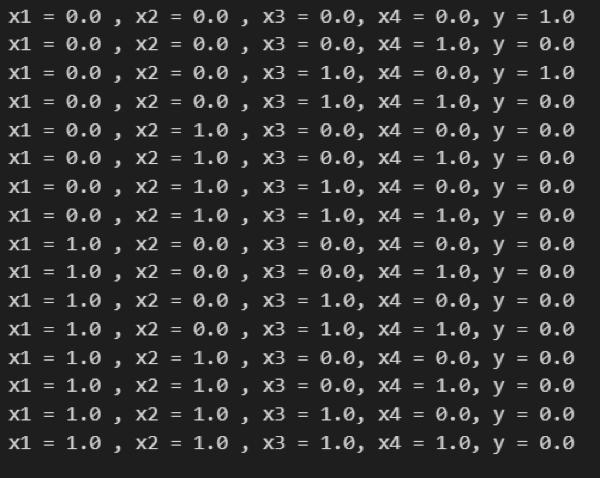 x1 = 0.0 , x2 = 0.0 , x3 = 0.0, x4 = 0.0, y = 1.0
x1 = 0.0 , x2 = 0.0 , x3 = 0.0, x4 = 1.0, y = 0.0
x1 = 0.0 , x2 = 0.0 , x3 = 1.0, x4 = 0.0, y = 1.0
x1 = 0.0 , x2 = 0.0 , x3 = 1.0, x4 = 1.0, y = 0.0
x1 = 0.0 , x2 = 1.0 , x3 = 0.0, x4 = 0.0, y = 0.0
x1 = 0.0 , x2 = 1.0 , x3 = 0.0, x4 = 1.0, y = 0.0
x1 = 0.0 , x2 = 1.0 , x3 = 1.0, x4 = 0.0, y = 0.0
x1 = 0.0 , x2 = 1.0 , x3 = 1.0, x4 = 1.0, y = 0.0
x1 = 1.0 , x2 = 0.0 , x3 = 0.0, x4 = 0.0, y = 0.0
x1 = 1.0 , x2 = 0.0 , x3 = 0.0, x4 = 1.0, y = 0.0
x1 = 1.0 , x2 = 0.0 , x3 = 1.0, x4 = 0.0, y = 0.0
x1 = 1.0 , x2 = 0.0 , x3 = 1.0, x4 = 1.0, y = 0.0
x1 = 1.0 , x2 = 1.0 , x3 = 0.0, x4 = 0.0, y = 0.0
x1 = 1.0 , x2 = 1.0 , x3 = 0.0, x4 = 1.0, y = 0.0
x1 = 1.0 , x2 = 1.0 , x3 = 1.0, x4 = 0.0, y = 0.0
x1 = 1.0 , x2 = 1.0 , x3 = 1.0, x4 = 1.0, y = 0.0